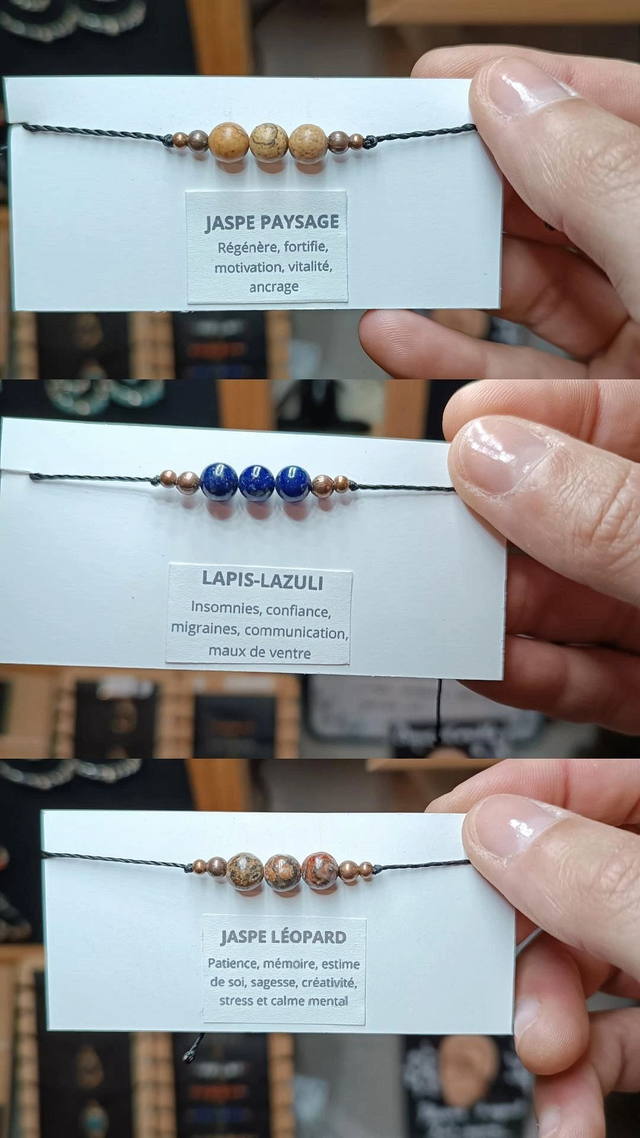 JASPE PAYSAGE
Régénère, fortifie,
motivation, vitalité,
ancrage
LAPIS-LAZULI
Insomnies, confiance,
migraines, communication,
maux de ventre
JASPE LÉOPARD
Patience, mémoire, estime
de soi, sagesse, créativité,
stress et calme mental